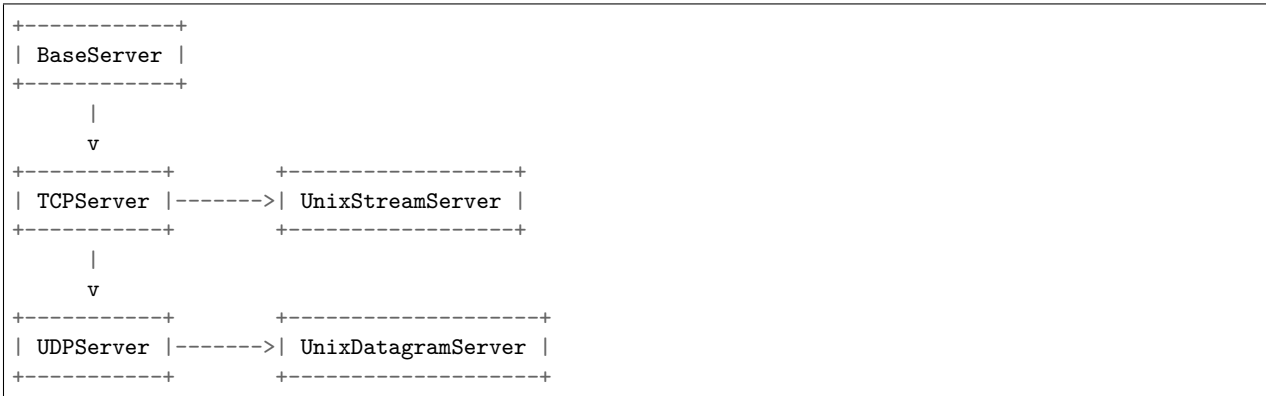 +------------+
| BaseServer |
+------------+
      |
      v
+-----------+        +------------------+
| TCPServer |------->| UnixStreamServer |
+-----------+        +------------------+
      |
      v
+-----------+        +--------------------+
| UDPServer |------->| UnixDatagramServer |
+-----------+        +--------------------+